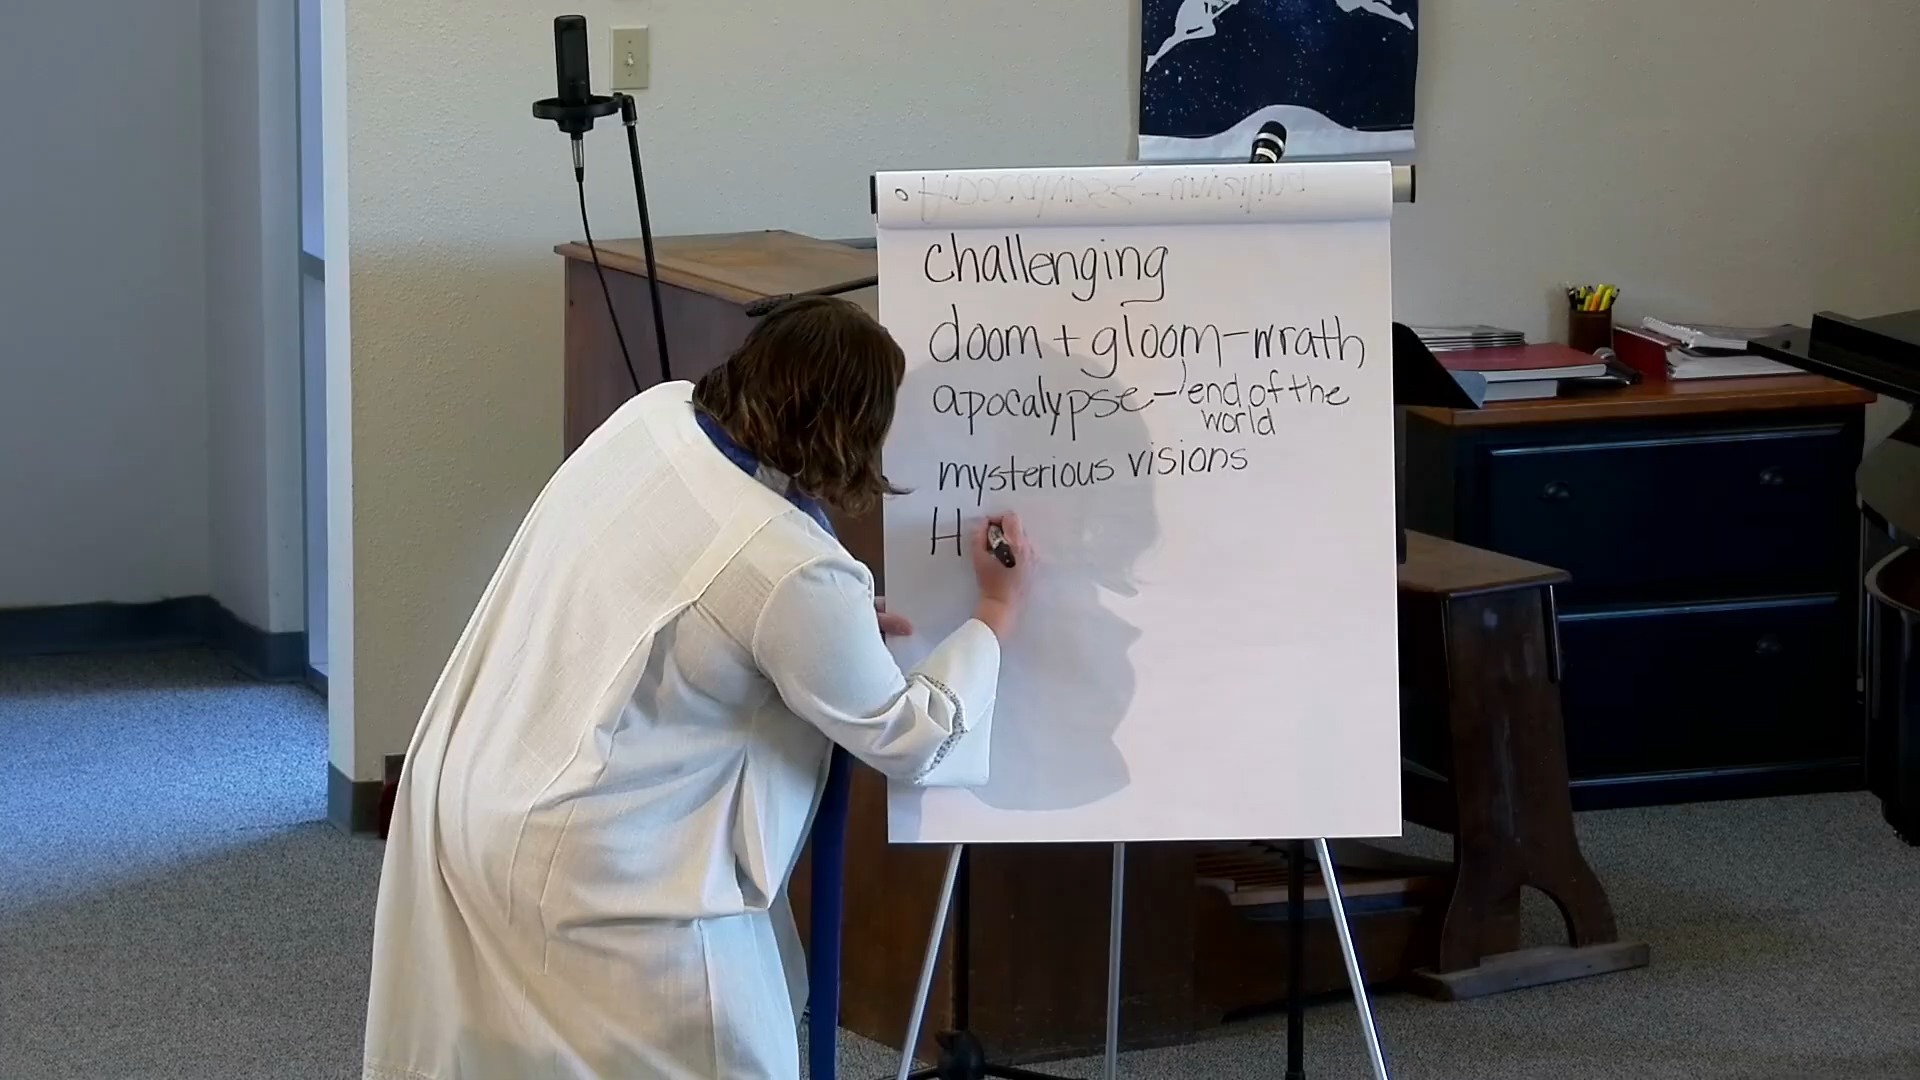 challenging
doom + gloom - wrath
apocalypse - end of the
world
mysterious visions
H